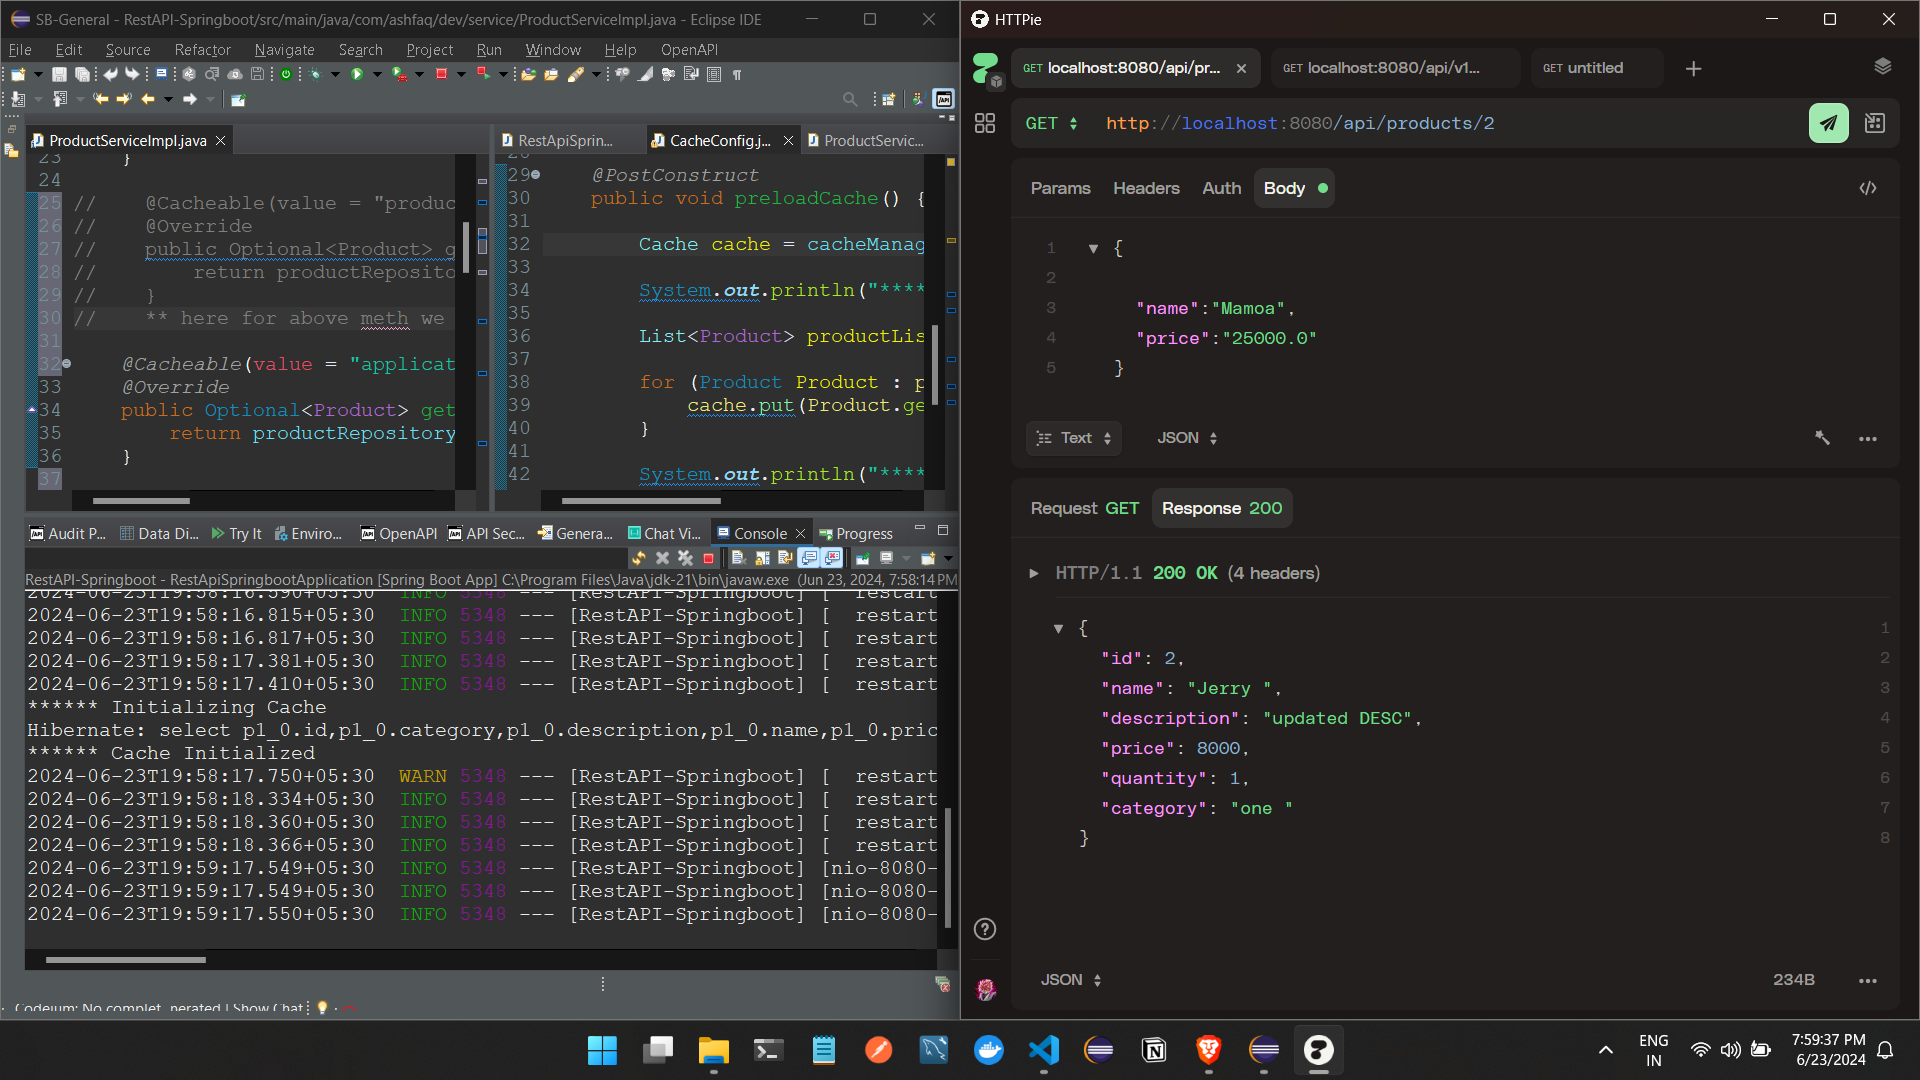 SB-General - RestAPI-Springboot/src/main/java/com/ashfaq/dev/service/ProductServiceImpl.java - Eclipse IDE
File Edit Source Refactor Navigate Search Project Run Window Help OpenAPI
ProductServiceImpl.java
23 }
24
25 // @Cacheable(value = "produc
26 // @Override
27 // public Optional<Product> g
28 // return productReposito
29 // }
30 // ** here for above meth we
31
32 @Cacheable(value = "applicat
33 @Override
34 public Optional<Product> get
35 return productRepository
36 }
37
RestApiSprin...
CacheConfig.j...
ProductServic...
28
29 @PostConstruct
30 public void preloadCache() {
31
32 Cache cache = cacheManag
33
34 System.out.println("****
35
36 List<Product> productLis
37
38 for (Product Product : p
39 cache.put(Product.ge
40 }
41
42 System.out.println("****
Audit P... Data Di... Try It Enviro... OpenAPI API Sec... Genera... Chat Vi... Console Progress
RestAPI-Springboot - RestApiSpringbootApplication [Spring Boot App] C:\Program Files\Java\jdk-21\bin\javaw.exe (Jun 23, 2024, 7:58:14 PM
2024-06-23T19:58:16.590+05:30 INFO 5348 --- [RestAPI-Springboot] [ restart
2024-06-23T19:58:16.815+05:30 INFO 5348 --- [RestAPI-Springboot] [ restart
2024-06-23T19:58:16.817+05:30 INFO 5348 --- [RestAPI-Springboot] [ restart
2024-06-23T19:58:17.381+05:30 INFO 5348 --- [RestAPI-Springboot] [ restart
2024-06-23T19:58:17.410+05:30 INFO 5348 --- [RestAPI-Springboot] [ restart
****** Initializing Cache
Hibernate: select p1_0.id,p1_0.category,p1_0.description,p1_0.name,p1_0.pric
****** Cache Initialized
2024-06-23T19:58:17.750+05:30 WARN 5348 --- [RestAPI-Springboot] [ restart
2024-06-23T19:58:18.334+05:30 INFO 5348 --- [RestAPI-Springboot] [ restart
2024-06-23T19:58:18.360+05:30 INFO 5348 --- [RestAPI-Springboot] [ restart
2024-06-23T19:58:18.366+05:30 INFO 5348 --- [RestAPI-Springboot] [ restart
2024-06-23T19:59:17.549+05:30 INFO 5348 --- [RestAPI-Springboot] [nio-8080-
2024-06-23T19:59:17.549+05:30 INFO 5348 --- [RestAPI-Springboot] [nio-8080-
2024-06-23T19:59:17.550+05:30 INFO 5348 --- [RestAPI-Springboot] [nio-8080-
Codeium: No complet nerated | Show Chat
HTTPie
GET localhost:8080/api/pr...
GET localhost:8080/api/v1...
GET untitled
GET http://localhost:8080/api/products/2
Params Headers Auth Body
1 {
2
3 "name":"Mamoa",
4 "price":"25000.0"
5 }
Text JSON
Request GET Response 200
HTTP/1.1 200 OK (4 headers)
{ 1
"id": 2, 2
"name": "Jerry ", 3
"description": "updated DESC", 4
"price": 8000, 5
"quantity": 1, 6
"category": "one " 7
} 8
JSON 234B
ENG
IN
7:59:37 PM
6/23/2024